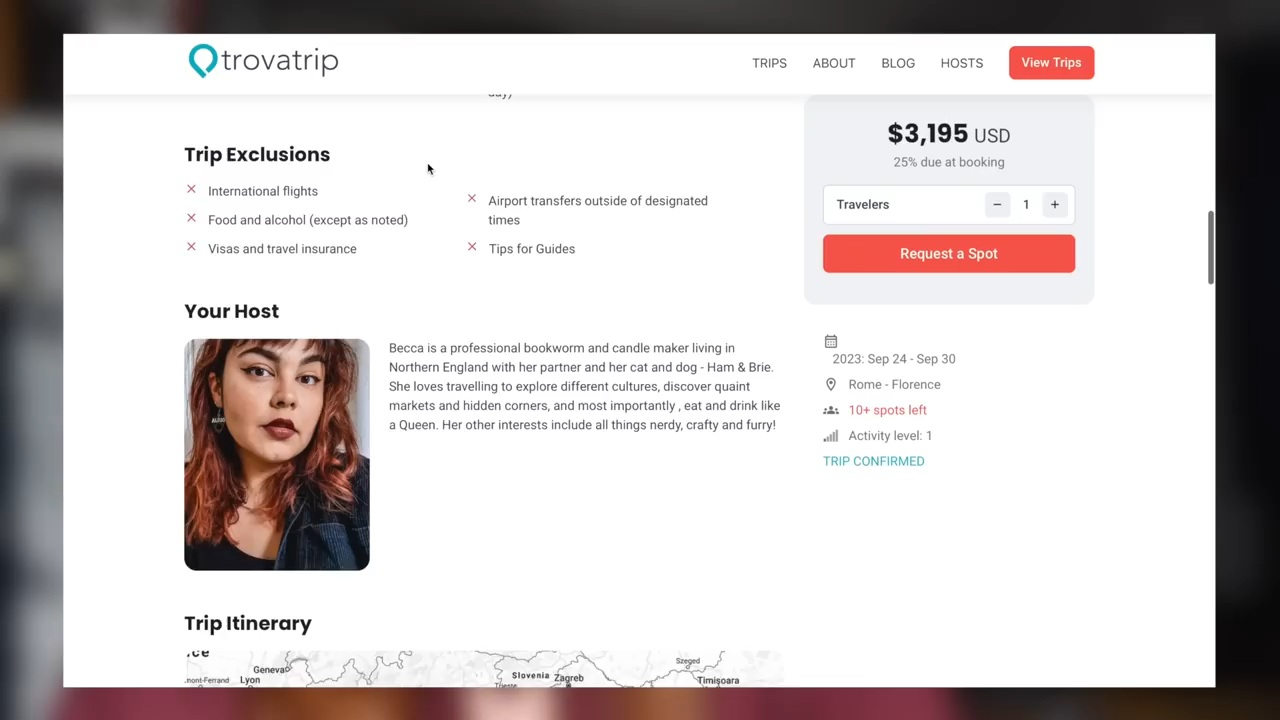 trovatrip
TRIPS
ABOUT
BLOG
HOSTS
View Trips
day)
Trip Exclusions
International flights
Food and alcohol (except as noted)
Visas and travel insurance
Airport transfers outside of designated
times
Tips for Guides
$3,195 USD
25% due at booking
Travelers
− 1 +
Request a Spot
2023: Sep 24 - Sep 30
Rome - Florence
10+ spots left
Activity level: 1
TRIP CONFIRMED
Your Host
Becca is a professional bookworm and candle maker living in
Northern England with her partner and her cat and dog - Ham & Brie.
She loves travelling to explore different cultures, discover quaint
markets and hidden corners, and most importantly , eat and drink like
a Queen. Her other interests include all things nerdy, crafty and furry!
Trip Itinerary
Geneva
Lyon
Slovenia
Zagreb
Szeged
Timișoara